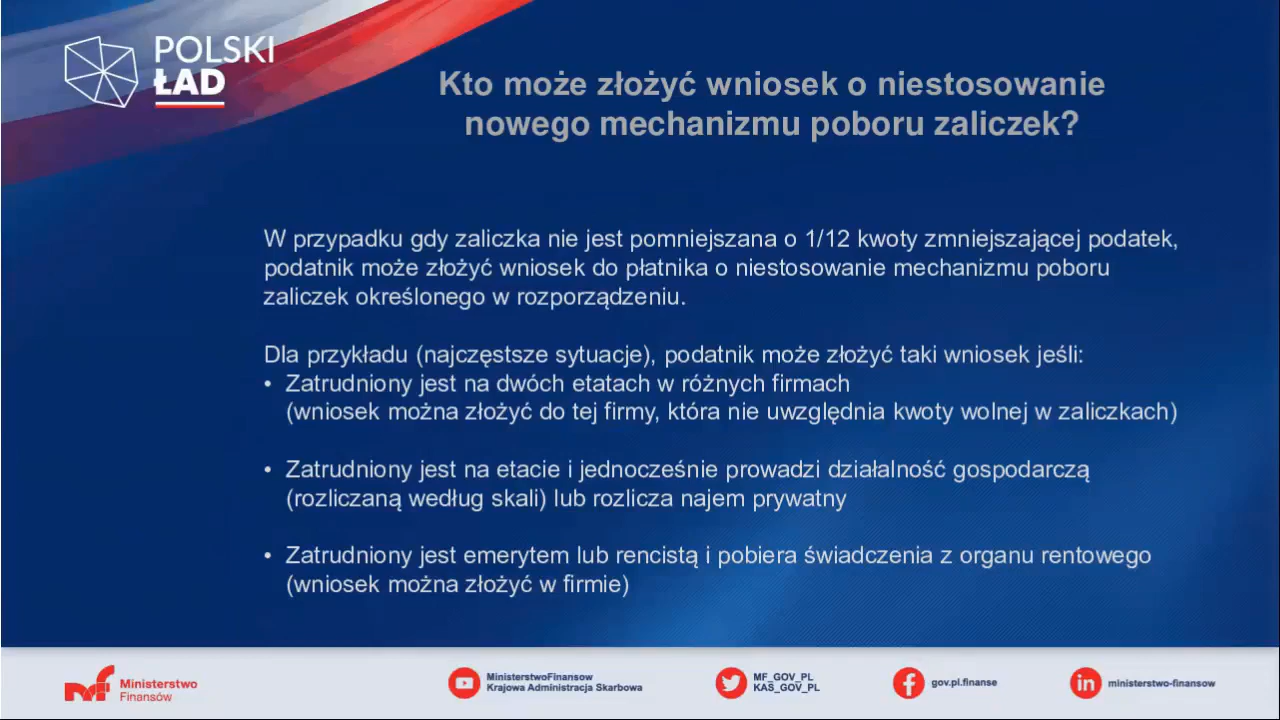 POLSKI
ŁAD
Kto może złożyć wniosek o niestosowanie
nowego mechanizmu poboru zaliczek?
W przypadku gdy zaliczka nie jest pomniejszana o 1/12 kwoty zmniejszającej podatek,
podatnik może złożyć wniosek do płatnika o niestosowanie mechanizmu poboru
zaliczek określonego w rozporządzeniu.
Dla przykładu (najczęstsze sytuacje), podatnik może złożyć taki wniosek jeśli:
• Zatrudniony jest na dwóch etatach w różnych firmach
(wniosek można złożyć do tej firmy, która nie uwzględnia kwoty wolnej w zaliczkach)
• Zatrudniony jest na etacie i jednocześnie prowadzi działalność gospodarczą
(rozliczaną według skali) lub rozlicza najem prywatny
• Zatrudniony jest emerytem lub rencistą i pobiera świadczenia z organu rentowego
(wniosek można złożyć w firmie)
Ministerstwo
Finansów
MinisterstwoFinansow
Krajowa Administracja Skarbowa
MF_GOV_PL
KAS_GOV_PL
gov.pl.finanse
ministerstwo-finansow